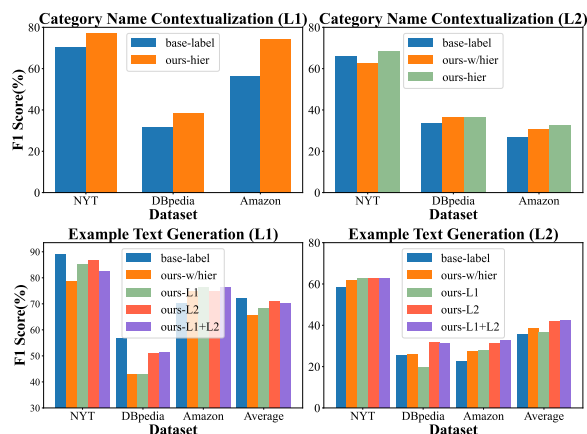 Category Name Contextualization (L1)
80
60
40
20
0
F1 Score(%)
base-label
ours-hier
NYT
DBpedia
Amazon
Dataset
Category Name Contextualization (L2)
80
60
40
20
0
base-label
ours-w/hier
ours-hier
NYT
DBpedia
Amazon
Dataset
Example Text Generation (L1)
90
80
70
60
50
40
30
F1 Score(%)
base-label
ours-w/hier
ours-L1
ours-L2
ours-L1+L2
NYT
DBpedia
Amazon
Average
Dataset
Example Text Generation (L2)
80
60
40
20
0
base-label
ours-w/hier
ours-L1
ours-L2
ours-L1+L2
NYT
DBpedia
Amazon
Average
Dataset